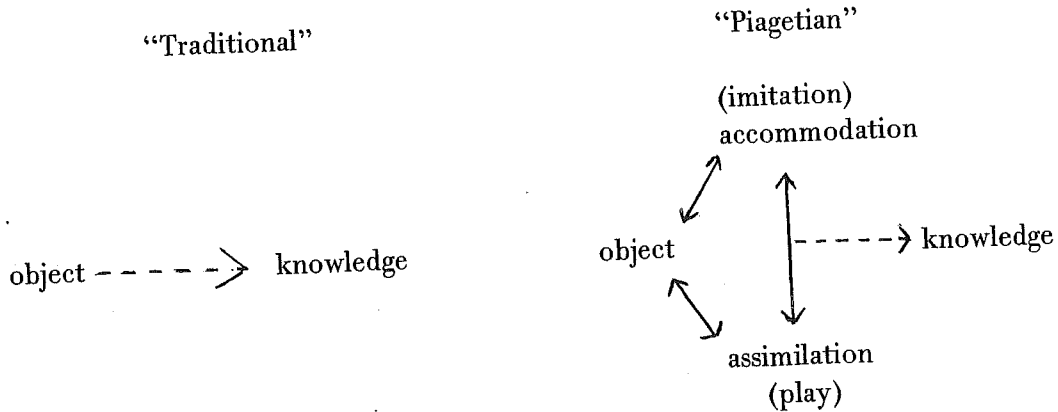 “Traditional”
object
knowledge
“Piagetian”
(imitation)
accommodation
object
knowledge
assimilation
(play)